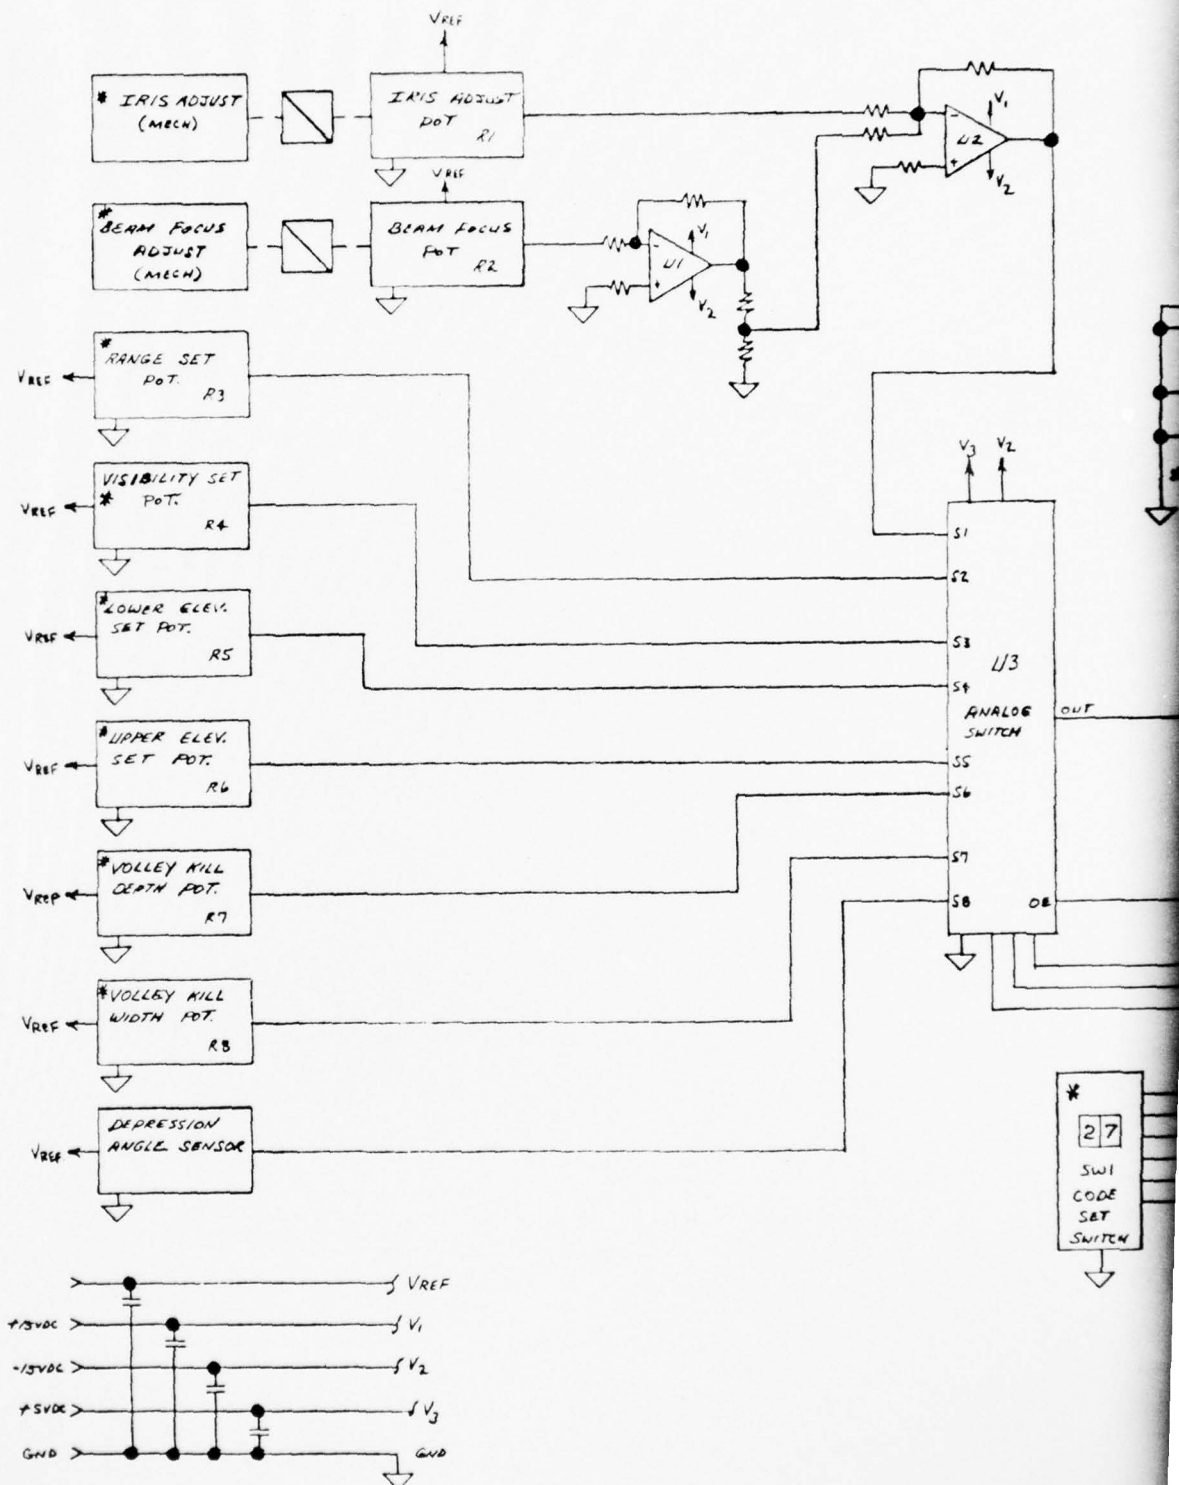 VREF
* IRIS ADJUST
(MECH)
IRIS ADJUST
POT
R1
V1
- U2
+
V2
VREF
* BEAM FOCUS
ADJUST
(MECH)
BEAM FOCUS
POT
R2
V1
- U1
+
V2
* RANGE SET
POT.
R3
VREF
VISIBILITY SET
* POT.
R4
VREF
V3
V2
* LOWER ELEV.
SET POT.
R5
VREF
* UPPER ELEV.
SET POT.
R6
VREF
* VOLLEY KILL
DEPTH POT.
R7
VREF
* VOLLEY KILL
WIDTH POT.
R8
VREF
DEPRESSION
ANGLE SENSOR
VREF
S1
S2
S3
S4
S5
S6
S7
S8
U3
ANALOG
SWITCH
OUT
OE
*
27
SW1
CODE
SET
SWITCH
VREF
+15VDC V1
-15VDC V2
+5VDC V3
GND GND